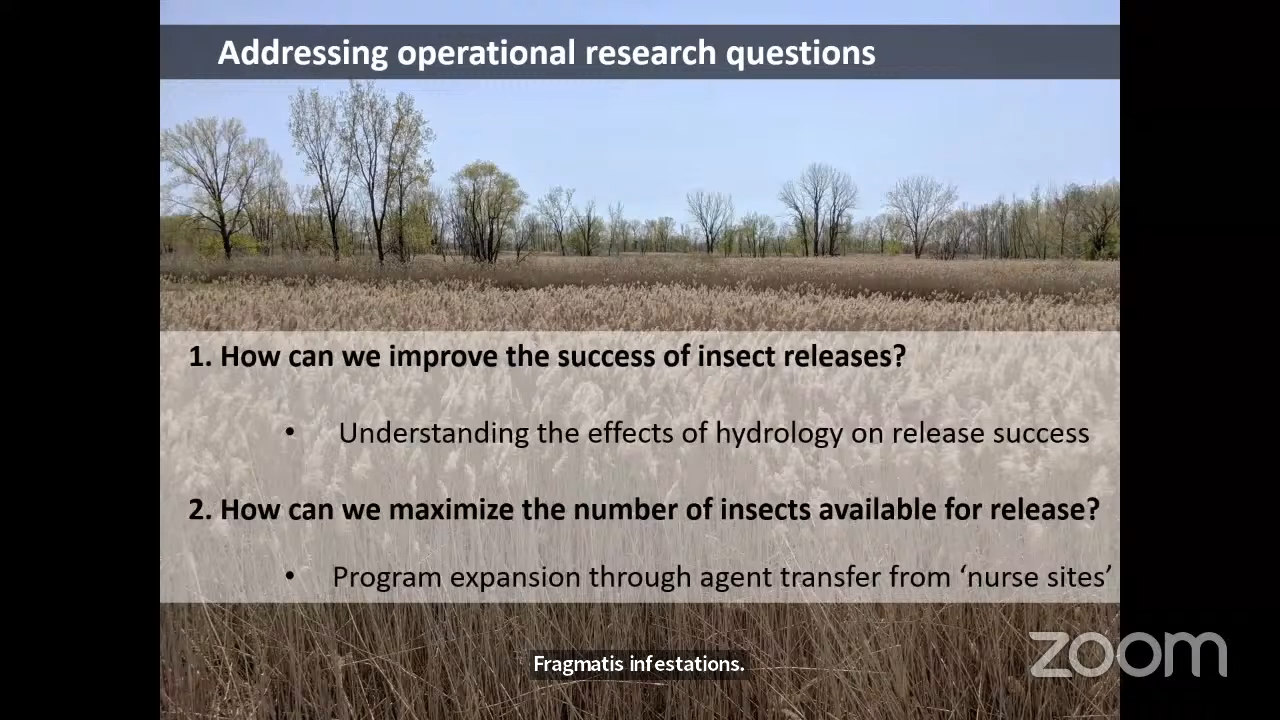 Addressing operational research questions
1. How can we improve the success of insect releases?
• Understanding the effects of hydrology on release success
2. How can we maximize the number of insects available for release?
• Program expansion through agent transfer from ‘nurse sites’
Fragmatis infestations.
zoom